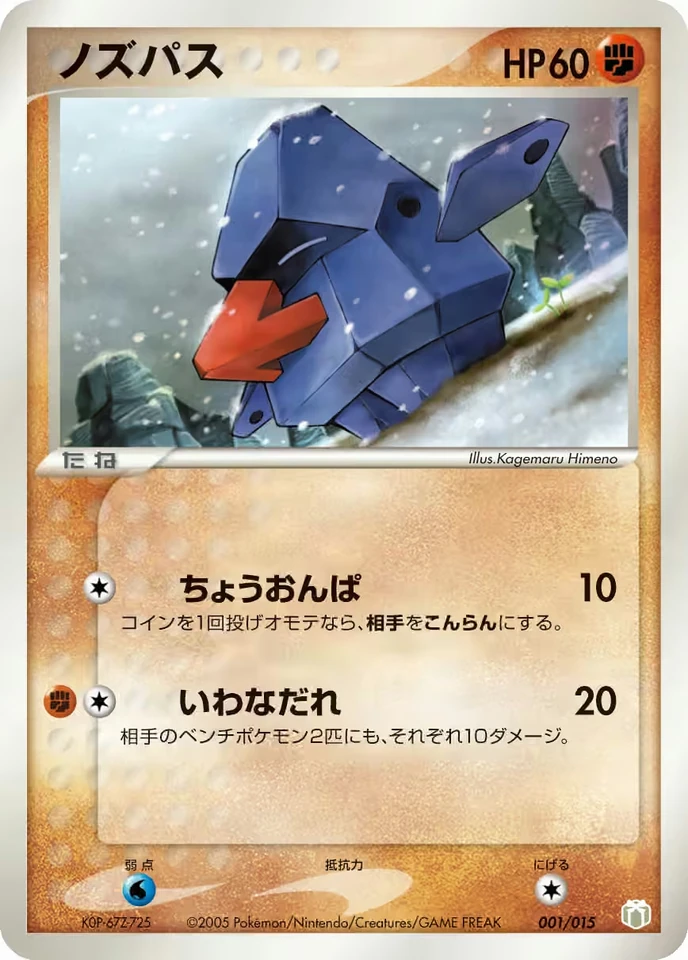 ノズパス
HP60
たね
Illus.Kagemaru Himeno
ちょうおんぱ 10
コインを1回投げオモテなら、相手をこんらんにする。
いわなだれ 20
相手のベンチポケモン2匹にも、それぞれ10ダメージ。
弱点 抵抗力 にげる
K0P-67Z-725 ©2005 Pokémon/Nintendo/Creatures/GAME FREAK 001/015